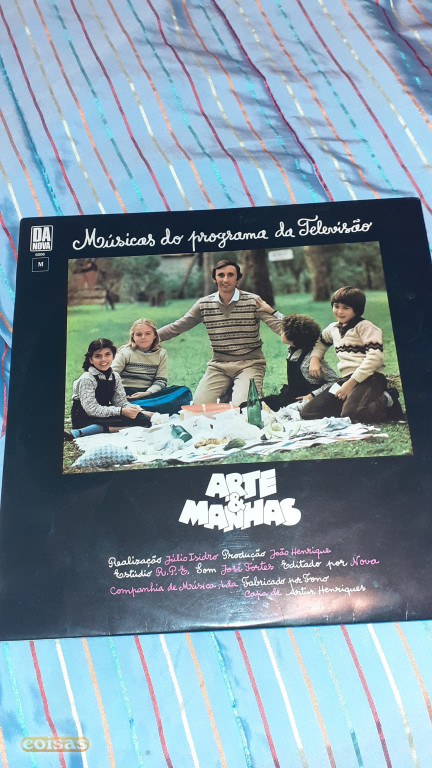 DA
NOVA
6006
M
Músicas do programa da Televisão
ARTE
&
MANHAS
Realização Júlio Isidro Produção João Henrique
Estúdio R.P.E. Som José Fortes Editado por Nova
Companhia de Música, Lda Fabricado por Fono
Capa de Artur Henriques
coisas